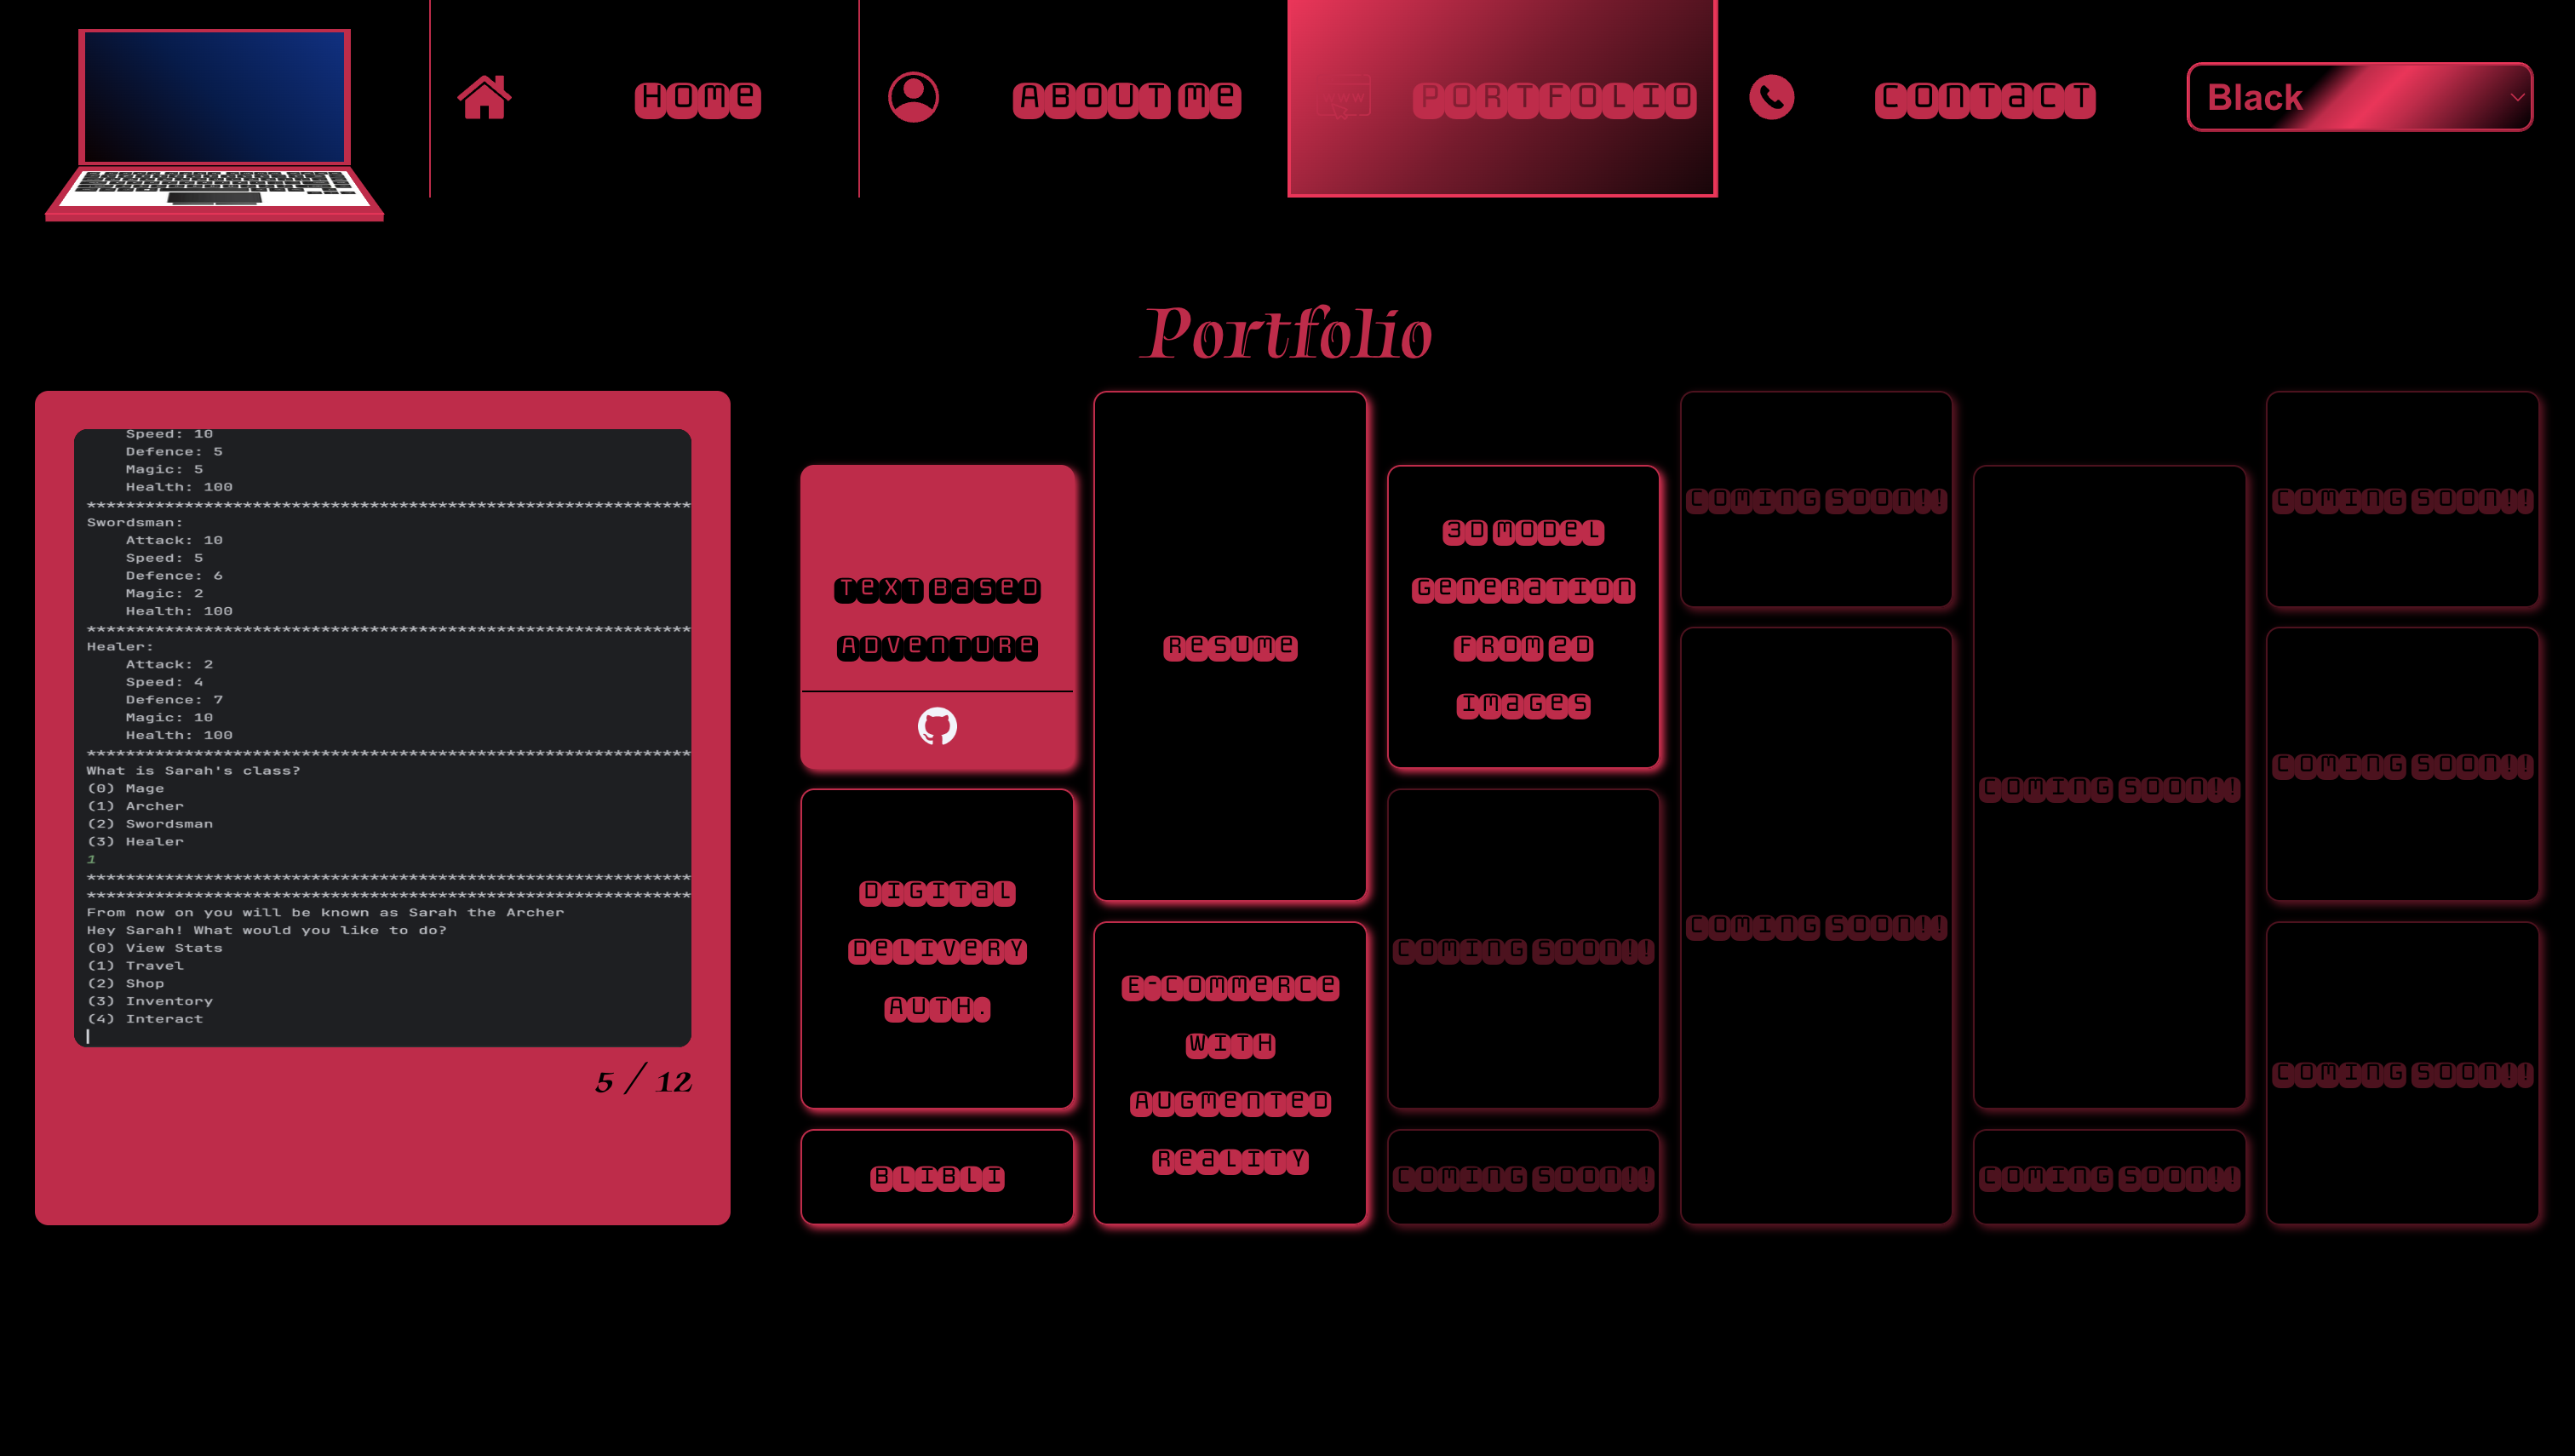 HOMe
ABOUT Me
PORTFOLIO
CONTaCT
Black
Portfolio
Speed: 10
Defence: 5
Magic: 5
Health: 100
**************************************************************
Swordsman:
Attack: 10
Speed: 5
Defence: 6
Magic: 2
Health: 100
**************************************************************
Healer:
Attack: 2
Speed: 4
Defence: 7
Magic: 10
Health: 100
**************************************************************
What is Sarah's class?
(0) Mage
(1) Archer
(2) Swordsman
(3) Healer
1
**************************************************************
**************************************************************
From now on you will be known as Sarah the Archer
Hey Sarah! What would you like to do?
(0) View Stats
(1) Travel
(2) Shop
(3) Inventory
(4) Interact
5 / 12
TeXT BaSeD
ADVeNTURe
DIGITaL
DeLIVeRY
AUTH.
BLIBLI
ReSUMe
E-COMMeRCe
WITH
AUGMeNTeD
ReaLITY
3D MODeL
GeNeRaTION
FROM 2D
IMaGeS
COMING SOON!!
COMING SOON!!
COMING SOON!!
COMING SOON!!
COMING SOON!!
COMING SOON!!
COMING SOON!!
COMING SOON!!
COMING SOON!!